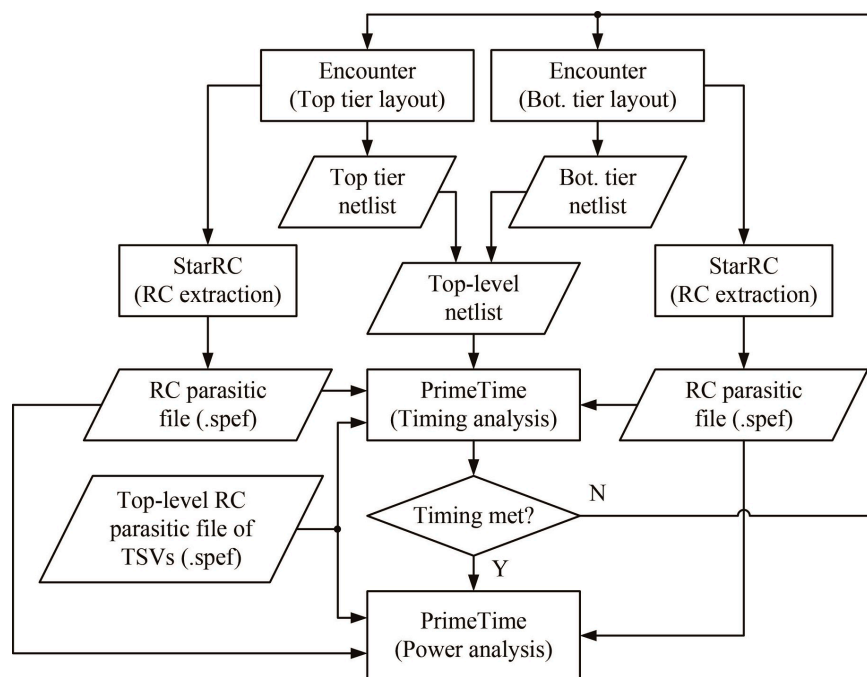 Encounter
(Top tier layout)
Encounter
(Bot. tier layout)
Top tier
netlist
Bot. tier
netlist
StarRC
(RC extraction)
Top-level
netlist
StarRC
(RC extraction)
RC parasitic
file (.spef)
PrimeTime
(Timing analysis)
RC parasitic
file (.spef)
Top-level RC
parasitic file of
TSVs (.spef)
Timing met?
N
Y
PrimeTime
(Power analysis)